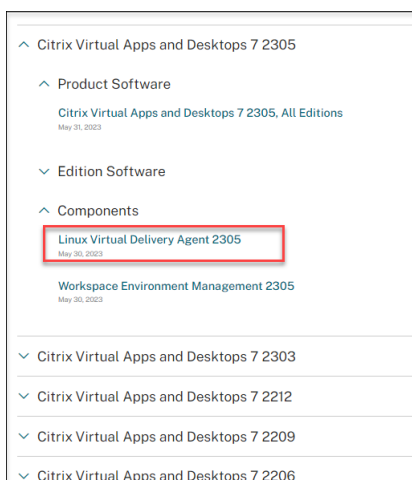 Citrix Virtual Apps and Desktops 7 2305
Product Software
Citrix Virtual Apps and Desktops 7 2305, All Editions
May 31, 2023
Edition Software
Components
Linux Virtual Delivery Agent 2305
May 30, 2023
Workspace Environment Management 2305
May 30, 2023
Citrix Virtual Apps and Desktops 7 2303
Citrix Virtual Apps and Desktops 7 2212
Citrix Virtual Apps and Desktops 7 2209
Citrix Virtual Apps and Desktops 7 2206